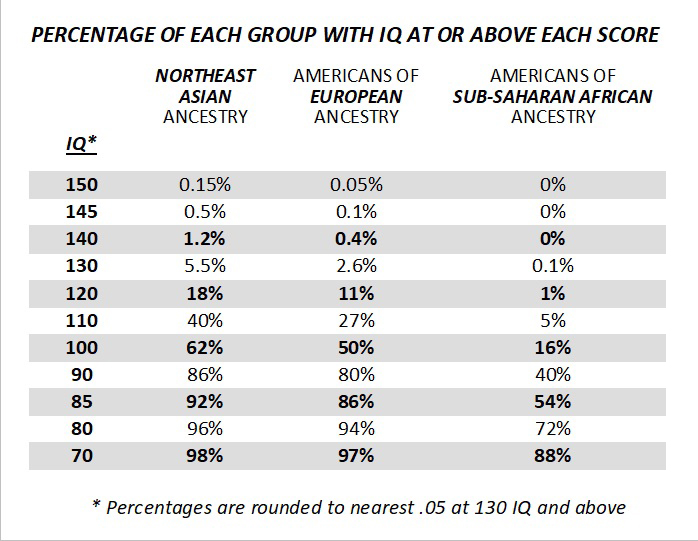 PERCENTAGE OF EACH GROUP WITH IQ AT OR ABOVE EACH SCORE
NORTHEAST ASIAN ANCESTRY
AMERICANS OF EUROPEAN ANCESTRY
AMERICANS OF SUB-SAHARAN AFRICAN ANCESTRY
IQ*
150 0.15% 0.05% 0%
145 0.5% 0.1% 0%
140 1.2% 0.4% 0%
130 5.5% 2.6% 0.1%
120 18% 11% 1%
110 40% 27% 5%
100 62% 50% 16%
90 86% 80% 40%
85 92% 86% 54%
80 96% 94% 72%
70 98% 97% 88%
* Percentages are rounded to nearest .05 at 130 IQ and above